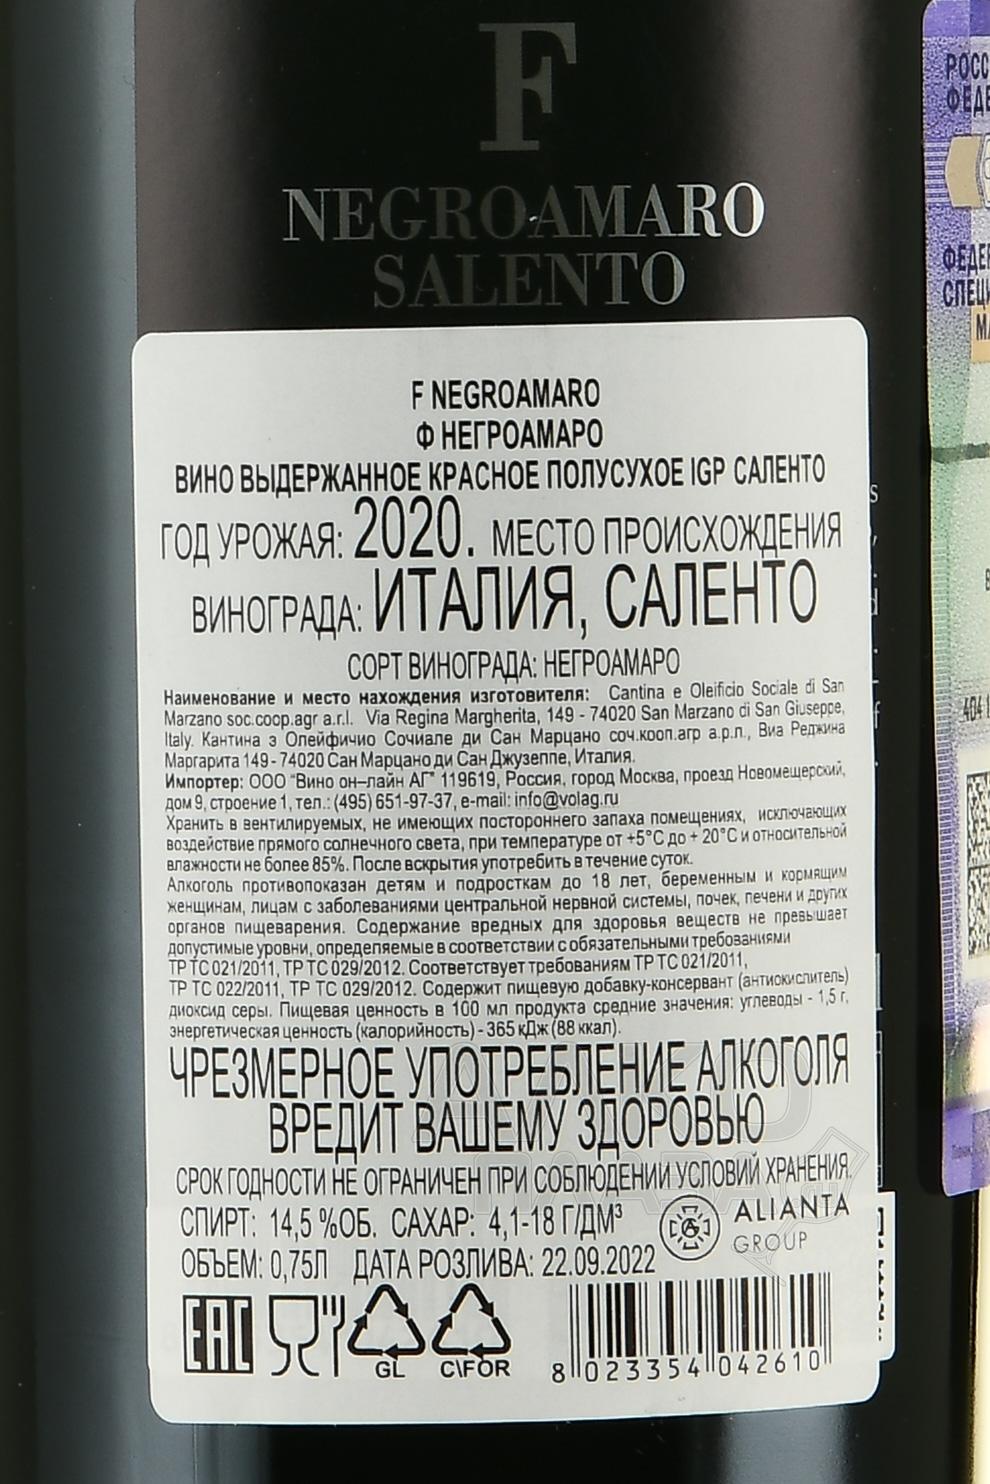 F
NEGROAMARO
SALENTO
F NEGROAMARO
Ф НЕГРОАМАРО
ВИНО ВЫДЕРЖАННОЕ КРАСНОЕ ПОЛУСУХОЕ IGP САЛЕНТО
ГОД УРОЖАЯ: 2020. МЕСТО ПРОИСХОЖДЕНИЯ
ВИНОГРАДА: ИТАЛИЯ, САЛЕНТО
СОРТ ВИНОГРАДА: НЕГРОАМАРО
Наименование и место нахождения изготовителя: Cantina e Oleificio Sociale di San
Marzano soc.coop.agr a.r.l. Via Regina Margherita, 149 - 74020 San Marzano di San Giuseppe,
Italy. Кантина э Олейфичио Сочиале ди Сан Марцано соч.кооп.агр а.р.л., Виа Реджина
Маргарита 149 - 74020 Сан Марцано ди Сан Джузеппе, Италия.
Импортер: ООО "Вино он–лайн АГ" 119619, Россия, город Москва, проезд Новомещерский,
дом 9, строение 1, тел.: (495) 651-97-37, e-mail: info@volag.ru
Хранить в вентилируемых, не имеющих постороннего запаха помещениях, исключающих
воздействие прямого солнечного света, при температуре от +5°С до + 20°С и относительной
влажности не более 85%. После вскрытия употребить в течение суток.
Алкоголь противопоказан детям и подросткам до 18 лет, беременным и кормящим
женщинам, лицам с заболеваниями центральной нервной системы, почек, печени и других
органов пищеварения. Содержание вредных для здоровья веществ не превышает
допустимые уровни, определяемые в соответствии с обязательными требованиями
ТР ТС 021/2011, ТР ТС 029/2012. Соответствует требованиям ТР ТС 021/2011,
ТР ТС 022/2011, ТР ТС 029/2012. Содержит пищевую добавку-консервант (антиокислитель)
диоксид серы. Пищевая ценность в 100 мл продукта средние значения: углеводы - 1,5 г,
энергетическая ценность (калорийность) - 365 кДж (88 ккал).
ЧРЕЗМЕРНОЕ УПОТРЕБЛЕНИЕ АЛКОГОЛЯ
ВРЕДИТ ВАШЕМУ ЗДОРОВЬЮ
СРОК ГОДНОСТИ НЕ ОГРАНИЧЕН ПРИ СОБЛЮДЕНИИ УСЛОВИЙ ХРАНЕНИЯ.
СПИРТ: 14,5 %ОБ. САХАР: 4,1-18 Г/ДМ³
ALIANTA
GROUP
ОБЪЕМ: 0,75Л ДАТА РОЗЛИВА: 22.09.2022
EAC
GL
C\FOR
8 023354 042610